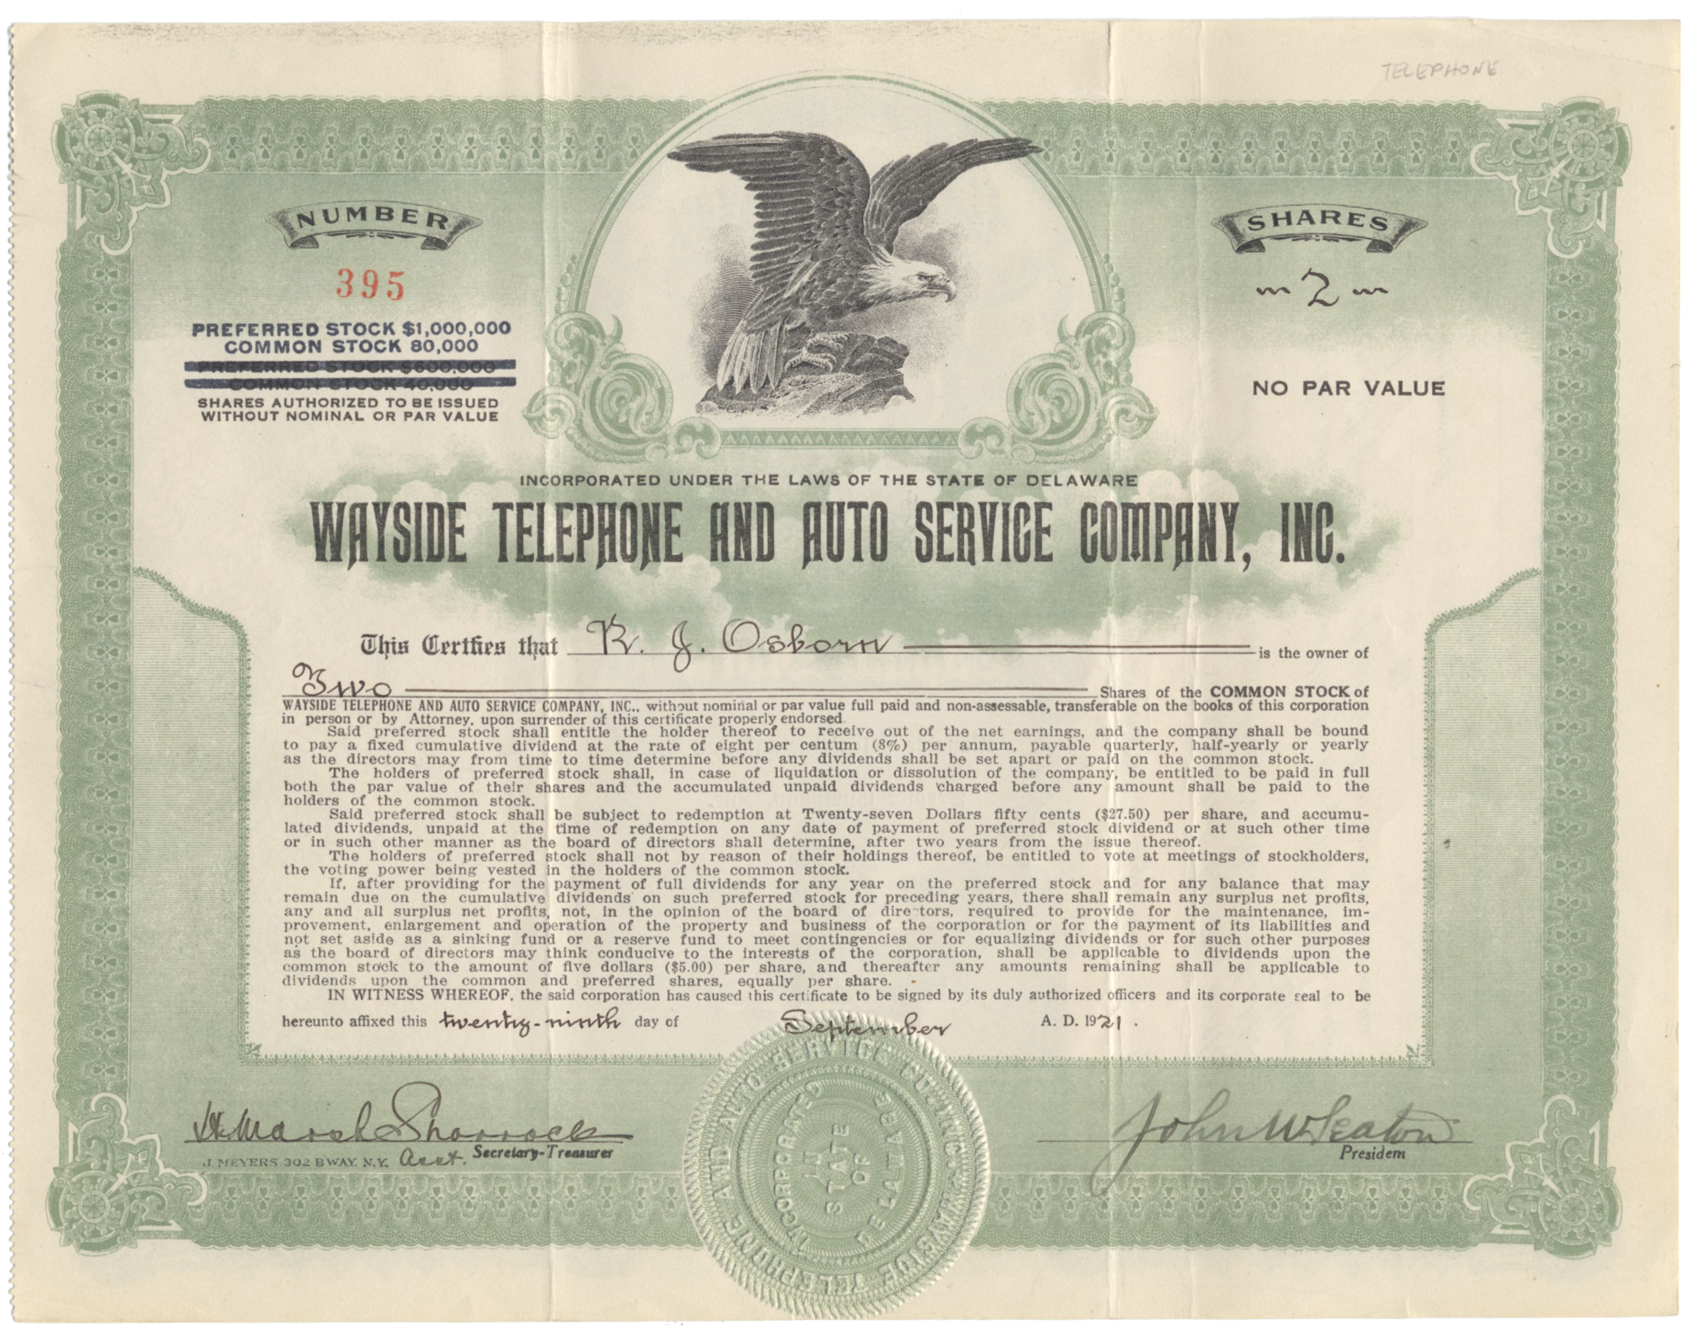 TELEPHONE
NUMBER
395
PREFERRED STOCK $1,000,000
COMMON STOCK 80,000
PREFERRED STOCK $600,000
COMMON STOCK 40,000
SHARES AUTHORIZED TO BE ISSUED
WITHOUT NOMINAL OR PAR VALUE
SHARES
2
NO PAR VALUE
INCORPORATED UNDER THE LAWS OF THE STATE OF DELAWARE
WAYSIDE TELEPHONE AND AUTO SERVICE COMPANY, INC.
This Certfies that R. J. Osborn is the owner of
Two Shares of the COMMON STOCK of
WAYSIDE TELEPHONE AND AUTO SERVICE COMPANY, INC., without nominal or par value full paid and non-assessable, transferable on the books of this corporation
in person or by Attorney, upon surrender of this certificate properly endorsed.
Said preferred stock shall entitle the holder thereof to receive out of the net earnings, and the company shall be bound
to pay a fixed cumulative dividend at the rate of eight per centum (8%) per annum, payable quarterly, half-yearly or yearly
as the directors may from time to time determine before any dividends shall be set apart or paid on the common stock.
The holders of preferred stock shall, in case of liquidation or dissolution of the company, be entitled to be paid in full
both the par value of their shares and the accumulated unpaid dividends charged before any amount shall be paid to the
holders of the common stock.
Said preferred stock shall be subject to redemption at Twenty-seven Dollars fifty cents ($27.50) per share, and accumu-
lated dividends, unpaid at the time of redemption on any date of payment of preferred stock dividend or at such other time
or in such other manner as the board of directors shall determine, after two years from the issue thereof.
The holders of preferred stock shall not by reason of their holdings thereof, be entitled to vote at meetings of stockholders,
the voting power being vested in the holders of the common stock.
If, after providing for the payment of full dividends for any year on the preferred stock and for any balance that may
remain due on the cumulative dividends on such preferred stock for preceding years, there shall remain any surplus net profits,
any and all surplus net profits, not, in the opinion of the board of directors, required to provide for the maintenance, im-
provement, enlargement and operation of the property and business of the corporation or for the payment of its liabilities and
not set aside as a sinking fund or a reserve fund to meet contingencies or for equalizing dividends or for such other purposes
as the board of directors may think conducive to the interests of the corporation, shall be applicable to dividends upon the
common stock to the amount of five dollars ($5.00) per share, and thereafter any amounts remaining shall be applicable to
dividends upon the common and preferred shares, equally per share.
IN WITNESS WHEREOF, the said corporation has caused this certificate to be signed by its duly authorized officers and its corporate seal to be
hereunto affixed this twenty-ninth day of September A. D. 1921.
H. Marsh Sharrock
J. MEYERS, 302 BWAY. N.Y. Asst. Secretary-Treasurer
John W. Seaton
President
WAYSIDE TELEPHONE AND AUTO SERVICE COMPANY
INCORPORATED
IN
STATE
OF
DELAWARE